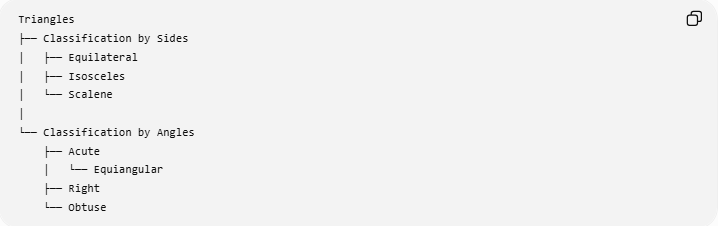 Triangles
├── Classification by Sides
│   ├── Equilateral
│   ├── Isosceles
│   └── Scalene
│
└── Classification by Angles
    ├── Acute
    │   └── Equiangular
    ├── Right
    └── Obtuse